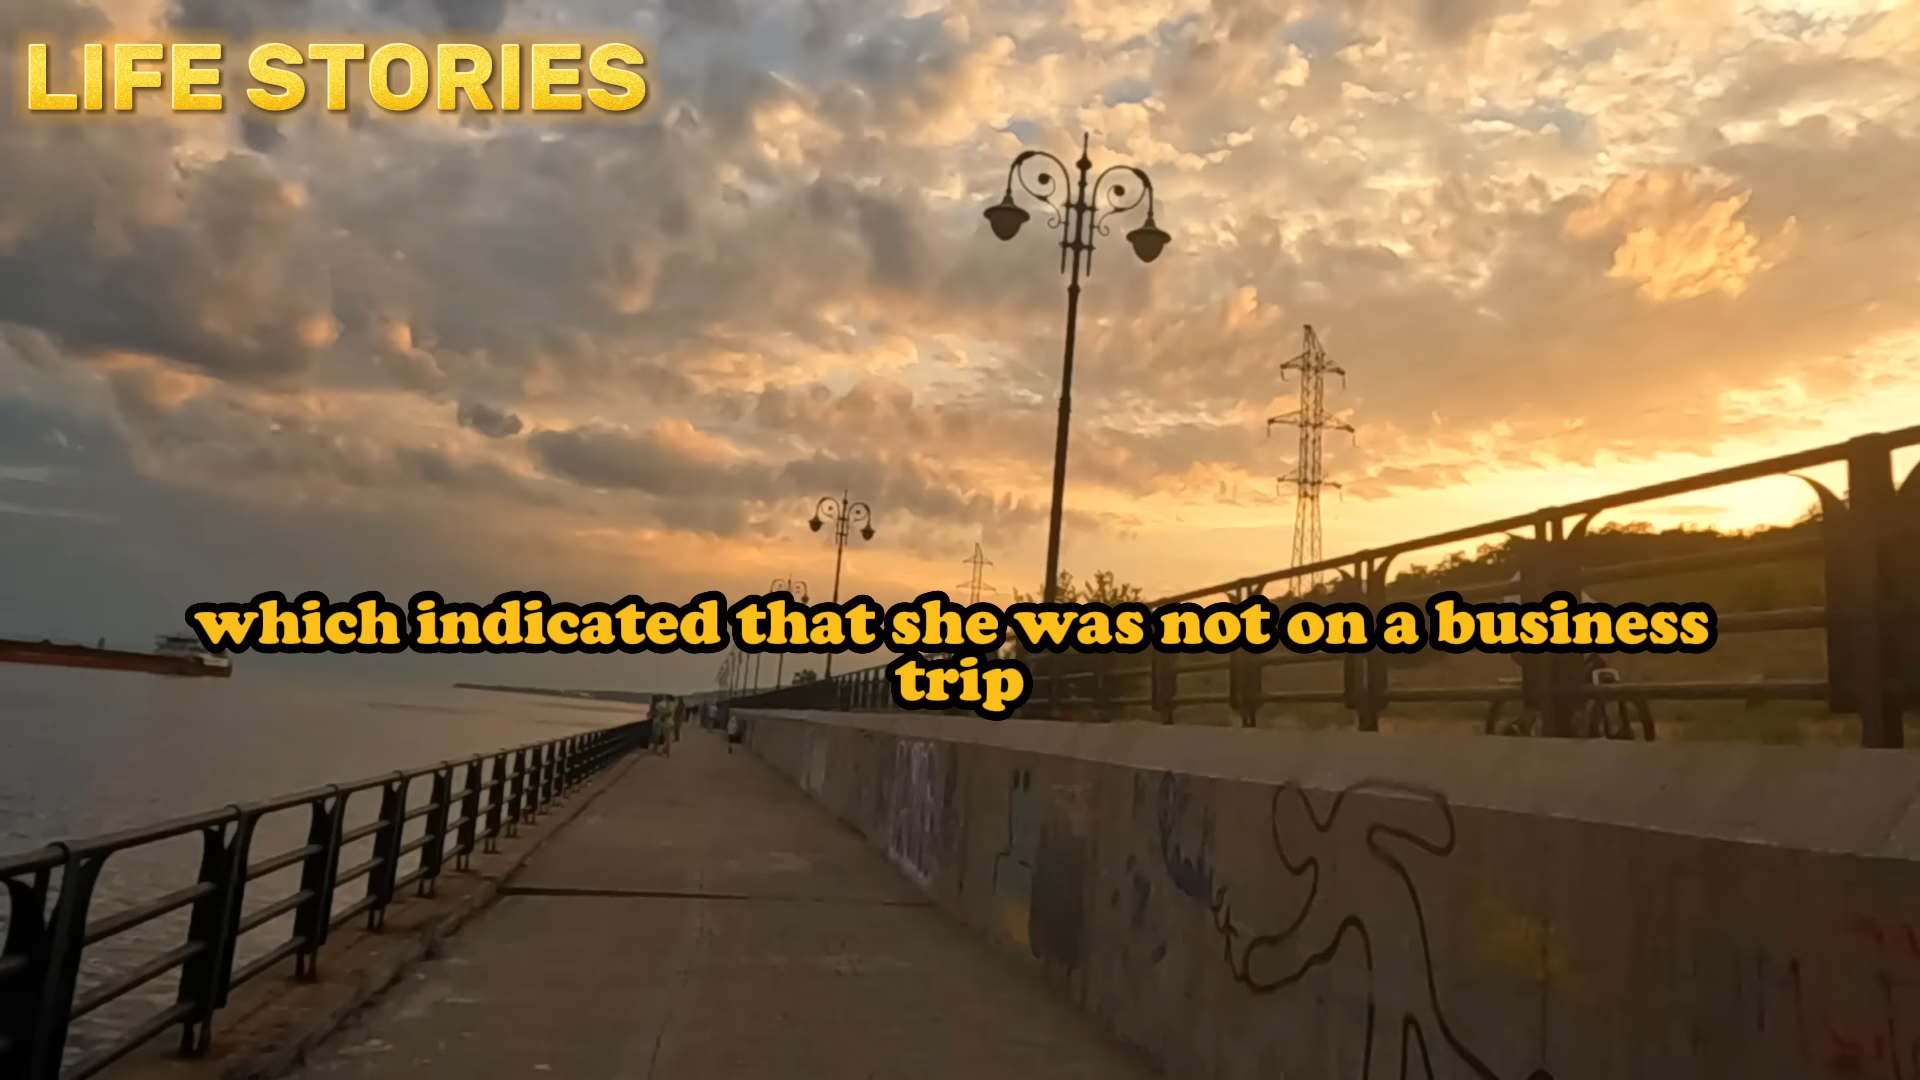 LIFE STORIES
which indicated that she was not on a business
trip